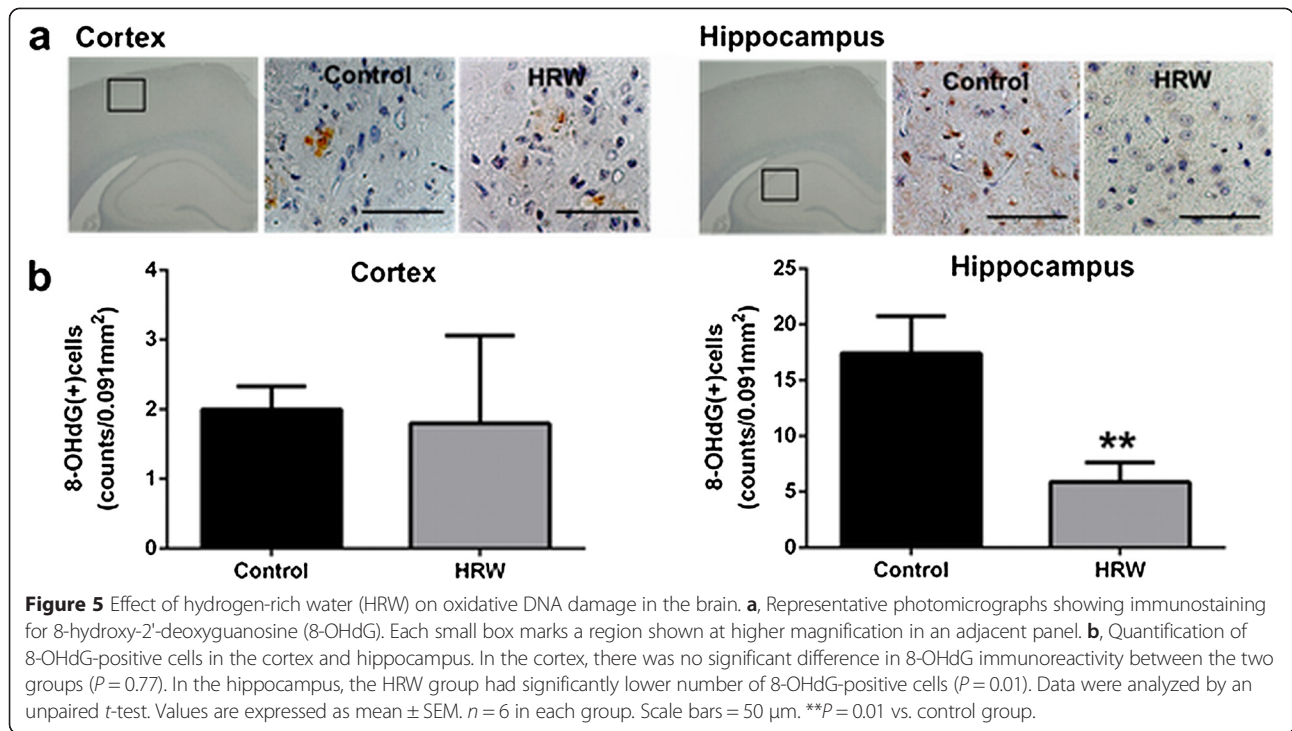 a Cortex
Hippocampus
Control
HRW
Control
HRW
b
Cortex
8-OHdG(+)cells
(counts/0.091mm²)
4
3
2
1
0
Control
HRW
Hippocampus
8-OHdG(+)cells
(counts/0.091mm²)
25
20
15
10
5
0
**
Control
HRW
Figure 5 Effect of hydrogen-rich water (HRW) on oxidative DNA damage in the brain. a, Representative photomicrographs showing immunostaining
for 8-hydroxy-2'-deoxyguanosine (8-OHdG). Each small box marks a region shown at higher magnification in an adjacent panel. b, Quantification of
8-OHdG-positive cells in the cortex and hippocampus. In the cortex, there was no significant difference in 8-OHdG immunoreactivity between the two
groups (P = 0.77). In the hippocampus, the HRW group had significantly lower number of 8-OHdG-positive cells (P = 0.01). Data were analyzed by an
unpaired t-test. Values are expressed as mean ± SEM. n = 6 in each group. Scale bars = 50 μm. **P = 0.01 vs. control group.